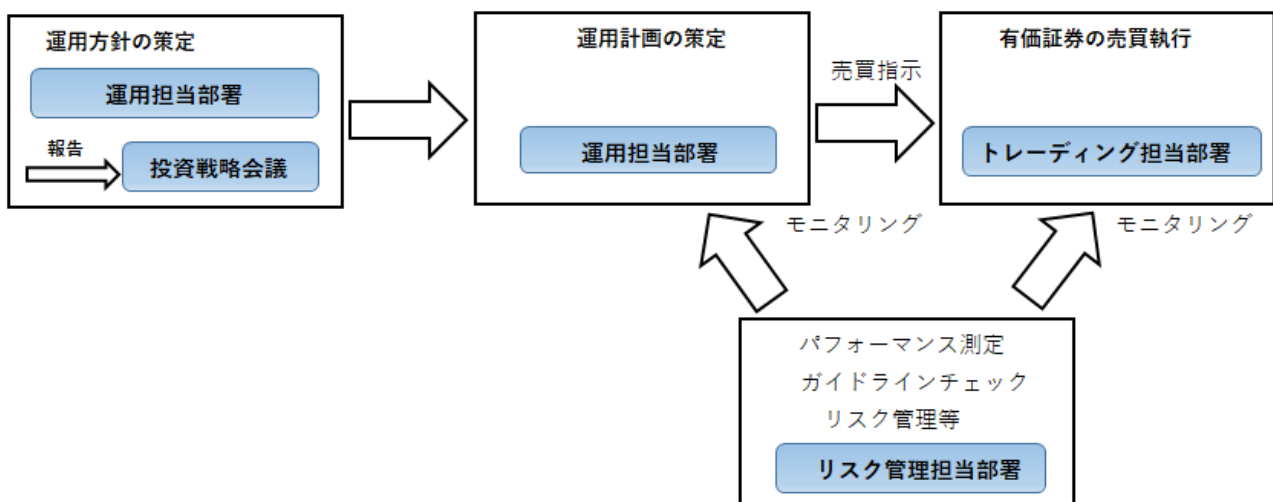 運用方針の策定
運用担当部署
報告
投資戦略会議
運用計画の策定
運用担当部署
売買指示
有価証券の売買執行
トレーディング担当部署
モニタリング
モニタリング
パフォーマンス測定
ガイドラインチェック
リスク管理等
リスク管理担当部署